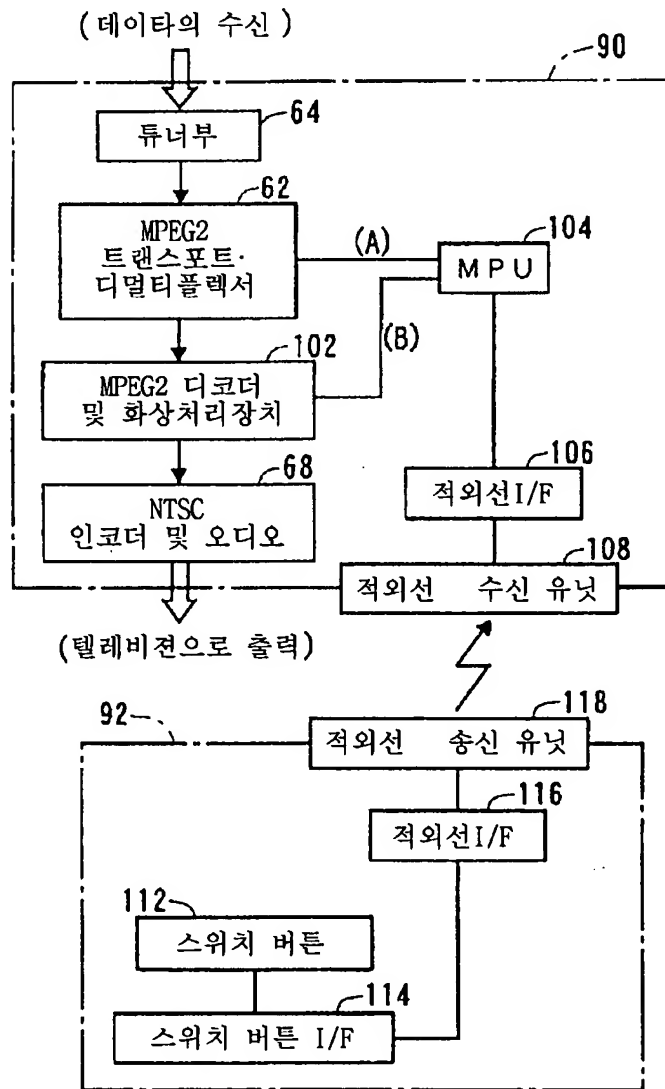 (데이타의 수신)
90
64
튜너부
62
MPEG2
트랜스포트·
디멀티플렉서
(A)
104
MPU
(B)
102
MPEG2 디코더
및 화상처리장치
106
적외선I/F
68
NTSC
인코더 및 오디오
108
적외선 수신 유닛
(텔레비젼으로 출력)
92
118
적외선 송신 유닛
116
적외선I/F
112
스위치 버튼
114
스위치 버튼 I/F